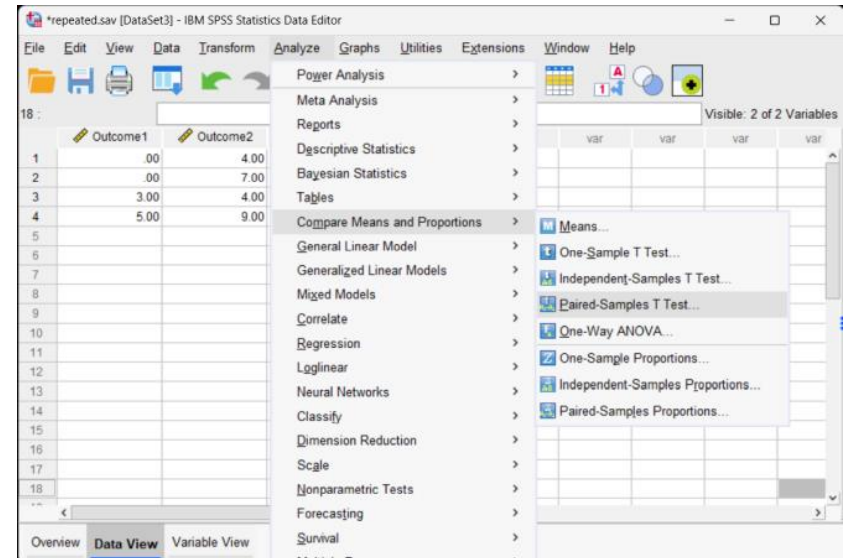 *repeated.sav [DataSet3] - IBM SPSS Statistics Data Editor
File Edit View Data Transform Analyze Graphs Utilities Extensions Window Help
18 :
Visible: 2 of 2 Variables
Outcome1 Outcome2 var var var var
1 .00 4.00
2 .00 7.00
3 3.00 4.00
4 5.00 9.00
5
6
7
8
9
10
11
12
13
14
15
16
17
18
Power Analysis
Meta Analysis
Reports
Descriptive Statistics
Bayesian Statistics
Tables
Compare Means and Proportions
General Linear Model
Generalized Linear Models
Mixed Models
Correlate
Regression
Loglinear
Neural Networks
Classify
Dimension Reduction
Scale
Nonparametric Tests
Forecasting
Survival
Means...
One-Sample T Test...
Independent-Samples T Test...
Paired-Samples T Test...
One-Way ANOVA...
One-Sample Proportions...
Independent-Samples Proportions...
Paired-Samples Proportions...
Overview Data View Variable View